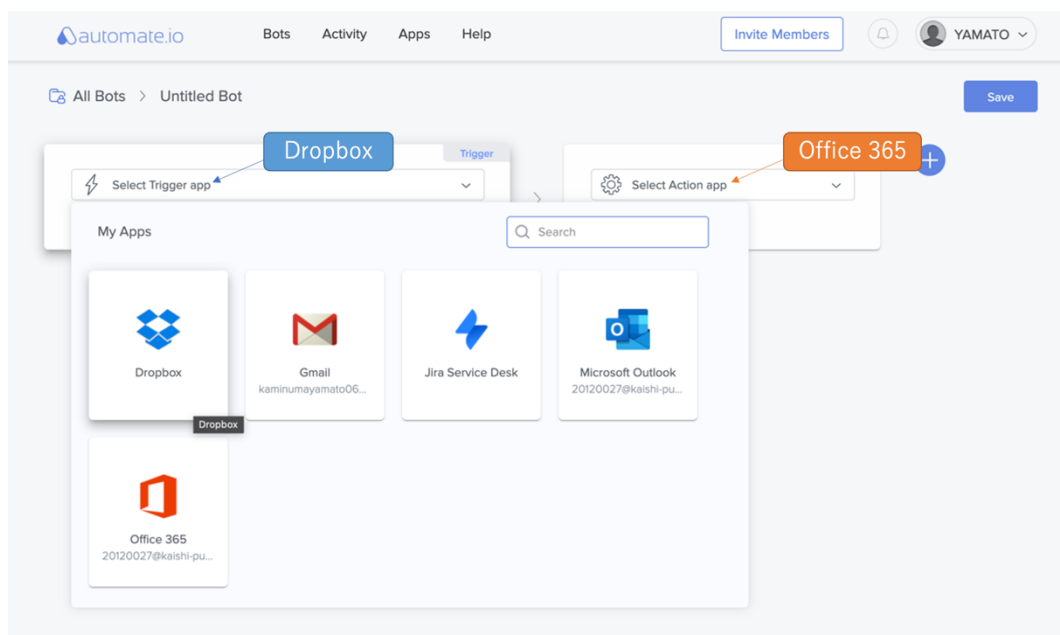 automate.io
Bots
Activity
Apps
Help
Invite Members
YAMATO
All Bots > Untitled Bot
Save
Dropbox
Trigger
Office 365
Select Trigger app
Select Action app
My Apps
Search
Dropbox
Gmail
kaminumayamato06...
Jira Service Desk
Microsoft Outlook
20120027@kaishi-pu...
Dropbox
Office 365
20120027@kaishi-pu...